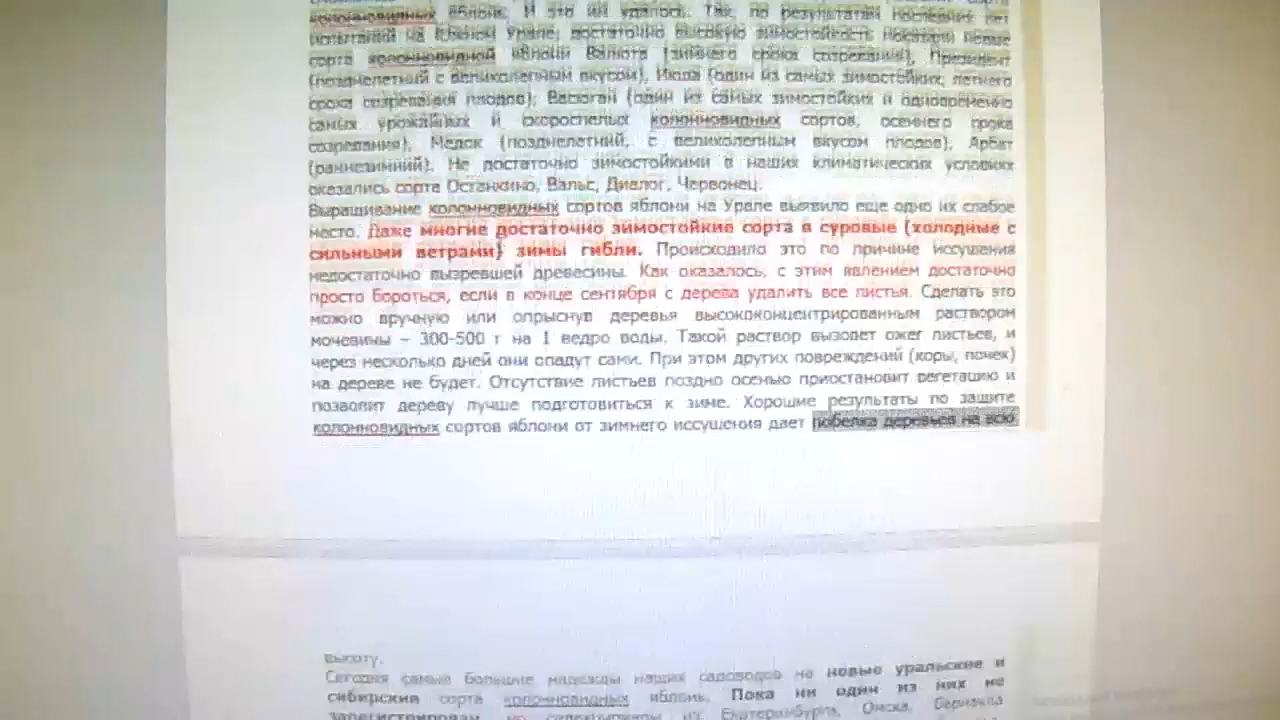 колонновидных яблонь. И это им удалось. Так, по результатам последних лет
испытаний на Южном Урале, достаточно высокую зимостойкость показали новые
сорта колонновидной яблони Валюта (зимнего срока созревания), Президент
(позднелетний с великолепным вкусом), Июда (один из самых зимостойких, летнего
срока созревания плодов); Васюган (один из самых зимостойких и одновременно
самых урожайных и скороспелых колонновидных сортов, осеннего срока
созревания), Медок (позднелетний, с великолепным вкусом плодов), Арбат
(раннезимний). Не достаточно зимостойкими в наших климатических условиях
оказались сорта Останкино, Вальс, Диалог, Червонец.
Выращивание колонновидных сортов яблони на Урале выявило еще одно их слабое
место. Даже многие достаточно зимостойкие сорта в суровые (холодные с
сильными ветрами) зимы гибли. Происходило это по причине иссушения
недостаточно вызревшей древесины. Как оказалось, с этим явлением достаточно
просто бороться, если в конце сентября с дерева удалить все листья. Сделать это
можно вручную или опрыснув деревья высококонцентрированным раствором
мочевины – 300-500 г на 1 ведро воды. Такой раствор вызовет ожег листьев, и
через несколько дней они опадут сами. При этом других повреждений (коры, почек)
на дереве не будет. Отсутствие листьев поздно осенью приостановит вегетацию и
позволит дереву лучше подготовиться к зиме. Хорошие результаты по защите
колонновидных сортов яблони от зимнего иссушения дает побелка деревьев на всю
высоту.
Сегодня самые большие надежды наших садоводов на новые уральские и
сибирские сорта колонновидных яблонь. Пока ни один из них не
зарегистрирован, но селекционеры из Екатеринбурга, Омска, Барнаула